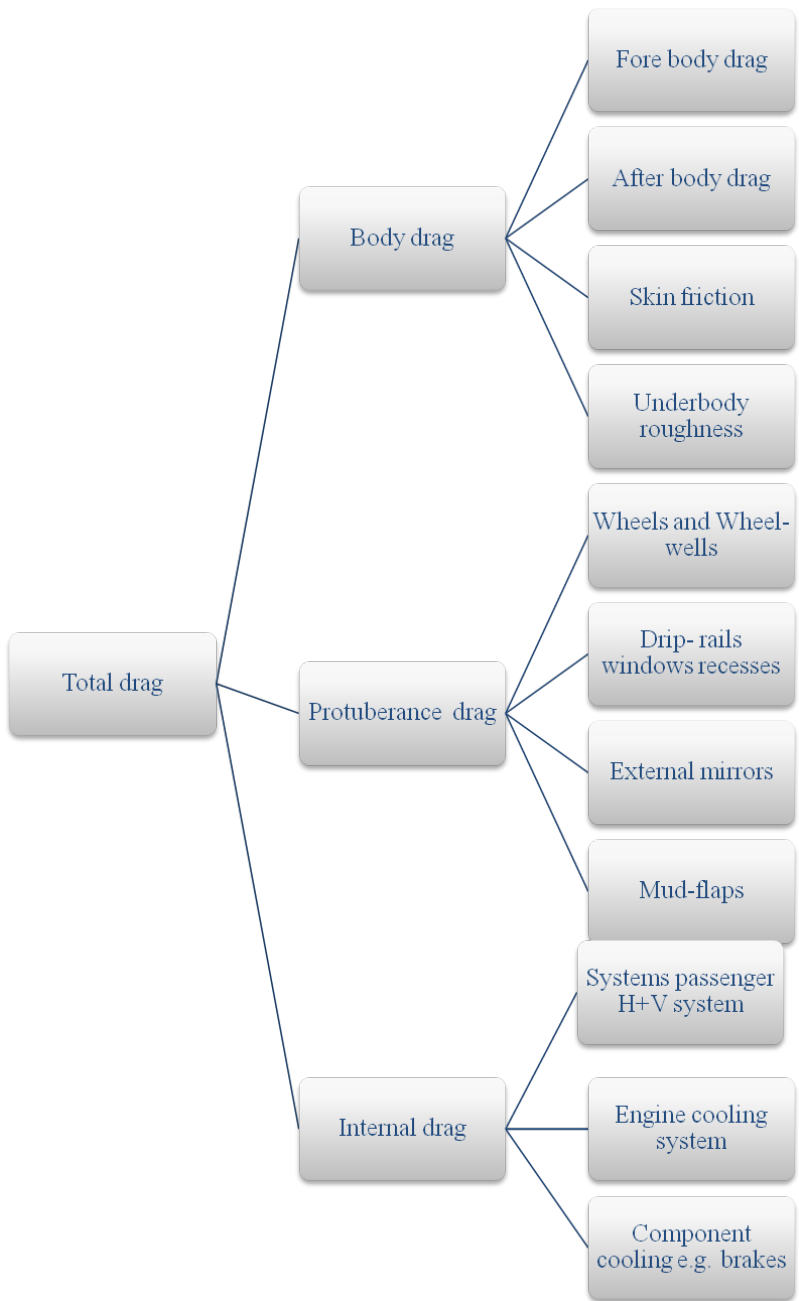 Total drag
Body drag
Fore body drag
After body drag
Skin friction
Underbody
roughness
Protuberance  drag
Wheels and Wheel-
wells
Drip- rails
windows recesses
External mirrors
Mud-flaps
Internal drag
Systems passenger
H+V system
Engine cooling
system
Component
cooling e.g.  brakes